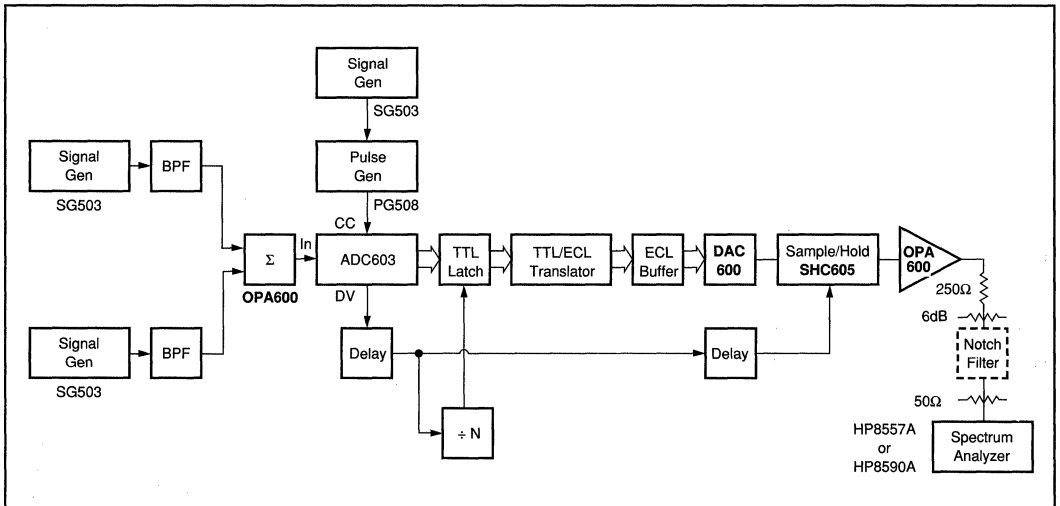 Signal
Gen
SG503
Signal
Gen
SG503
BPF
Pulse
Gen
PG508
CC
In
Σ
OPA600
ADC603
DV
TTL
Latch
TTL/ECL
Translator
ECL
Buffer
DAC
600
Sample/Hold
SHC605
OPA
600
250Ω
6dB
Notch
Filter
50Ω
Signal
Gen
SG503
BPF
Delay
Delay
÷ N
HP8557A
or
HP8590A
Spectrum
Analyzer